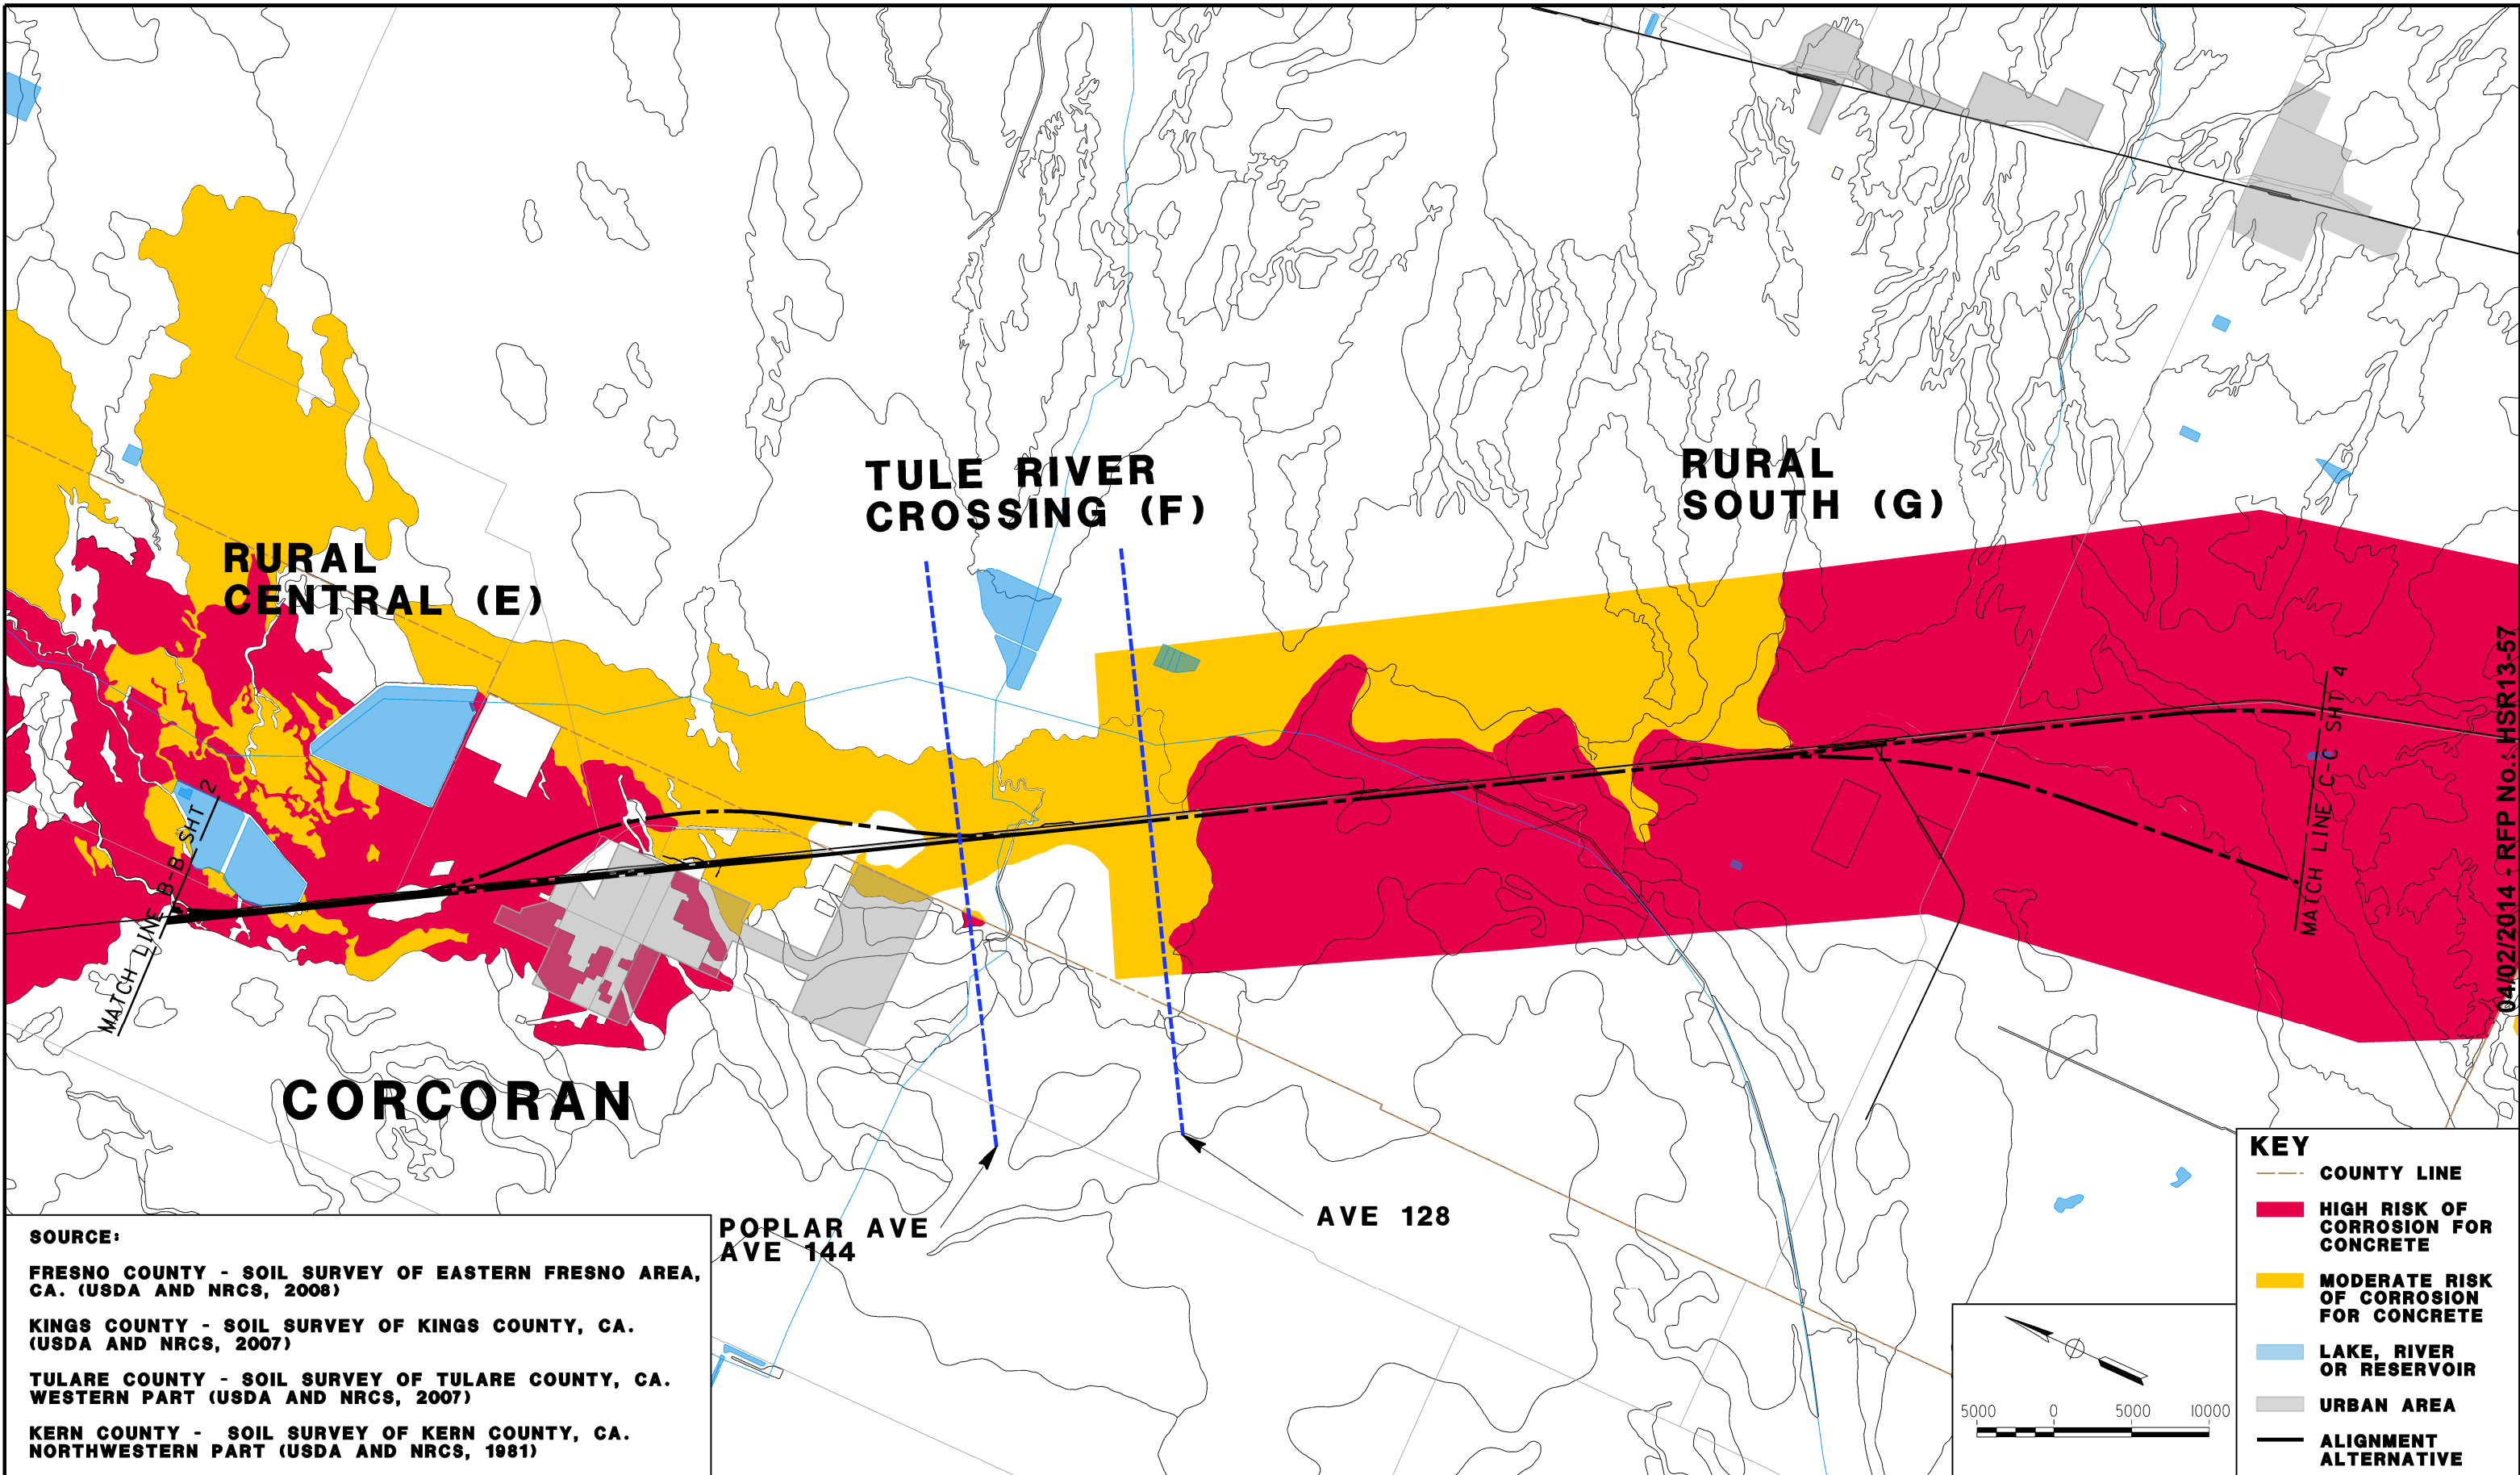 TULE RIVER
CROSSING (F)
RURAL
SOUTH (G)
RURAL
CENTRAL (E)
MATCH LINE B-B SHT 2
MATCH LINE C-C SHT 4
04/02/2014 - RFP No.: HSR13-57
CORCORAN
POPLAR AVE
AVE 144
AVE 128
SOURCE:
FRESNO COUNTY - SOIL SURVEY OF EASTERN FRESNO AREA,
CA. (USDA AND NRCS, 2008)
KINGS COUNTY - SOIL SURVEY OF KINGS COUNTY, CA.
(USDA AND NRCS, 2007)
TULARE COUNTY - SOIL SURVEY OF TULARE COUNTY, CA.
WESTERN PART (USDA AND NRCS, 2007)
KERN COUNTY - SOIL SURVEY OF KERN COUNTY, CA.
NORTHWESTERN PART (USDA AND NRCS, 1981)
5000 0 5000 10000
KEY
COUNTY LINE
HIGH RISK OF
CORROSION FOR
CONCRETE
MODERATE RISK
OF CORROSION
FOR CONCRETE
LAKE, RIVER
OR RESERVOIR
URBAN AREA
ALIGNMENT
ALTERNATIVE